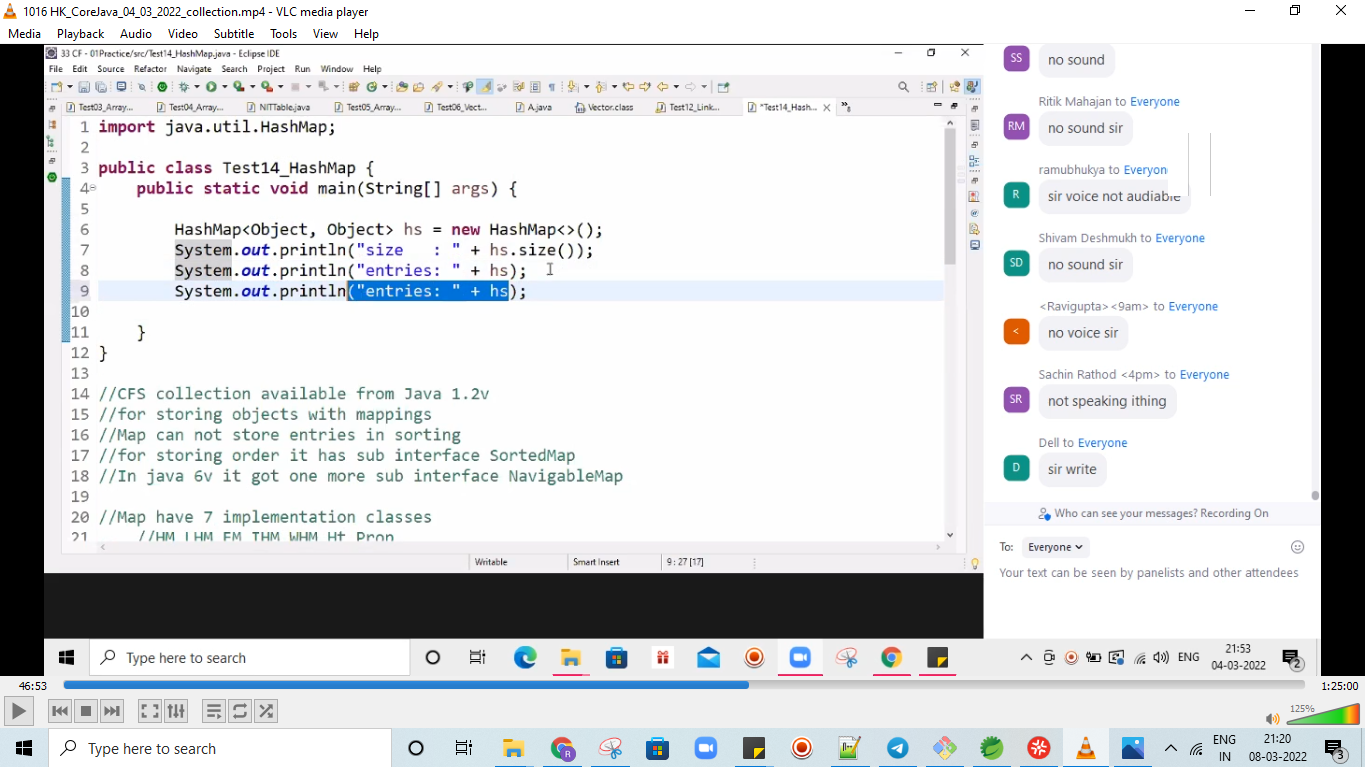 1016 HK_CoreJava_04_03_2022_collection.mp4 - VLC media player
Media Playback Audio Video Subtitle Tools View Help
33 CF - 01Practice/src/Test14_HashMap.java - Eclipse IDE
File Edit Source Refactor Navigate Search Project Run Window Help
Test03_Array... Test04_Array... NITTable.java Test05_Array... Test06_Vect... A.java Vector.class Test12_Link... *Test14_Hash...
1 import java.util.HashMap;
2
3 public class Test14_HashMap {
4 public static void main(String[] args) {
5
6 HashMap<Object, Object> hs = new HashMap<>();
7 System.out.println("size   : " + hs.size());
8 System.out.println("entries: " + hs);
9 System.out.println("entries: " + hs);
10
11 }
12 }
13
14 //CFS collection available from Java 1.2v
15 //for storing objects with mappings
16 //Map can not store entries in sorting
17 //for storing order it has sub interface SortedMap
18 //In java 6v it got one more sub interface NavigableMap
19
20 //Map have 7 implementation classes
21 //HM LHM EM IHM WHM Ht Prop
Writable Smart Insert 9 : 27 [17]
SS no sound
Ritik Mahajan to Everyone
RM no sound sir
ramubhukya to Everyon
R sir voice not audiable
Shivam Deshmukh to Everyone
SD no sound sir
<Ravigupta> <9am> to Everyone
< no voice sir
Sachin Rathod <4pm> to Everyone
SR not speaking ithing
Dell to Everyone
D sir write
Who can see your messages? Recording On
To: Everyone
Your text can be seen by panelists and other attendees
Type here to search
ENG
21:53
04-03-2022
2
46:53
1:25:00
125%
Type here to search
R
ENG
IN
21:20
08-03-2022
3